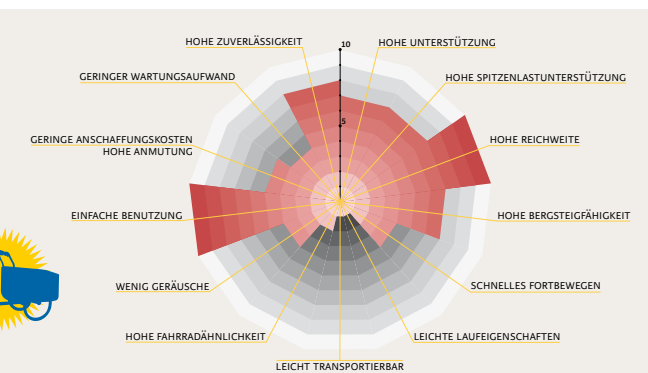 HOHE ZUVERLÄSSIGKEIT
10
HOHE UNTERSTÜTZUNG
GERINGER WARTUNGSAUFWAND
HOHE SPITZENLASTUNTERSTÜTZUNG
5
GERINGE ANSCHAFFUNGSKOSTEN
HOHE ANMUTUNG
HOHE REICHWEITE
EINFACHE BENUTZUNG
HOHE BERGSTEIGFÄHIGKEIT
WENIG GERÄUSCHE
SCHNELLES FORTBEWEGEN
HOHE FAHRRADÄHNLICHKEIT
LEICHTE LAUFEIGENSCHAFTEN
LEICHT TRANSPORTIERBAR